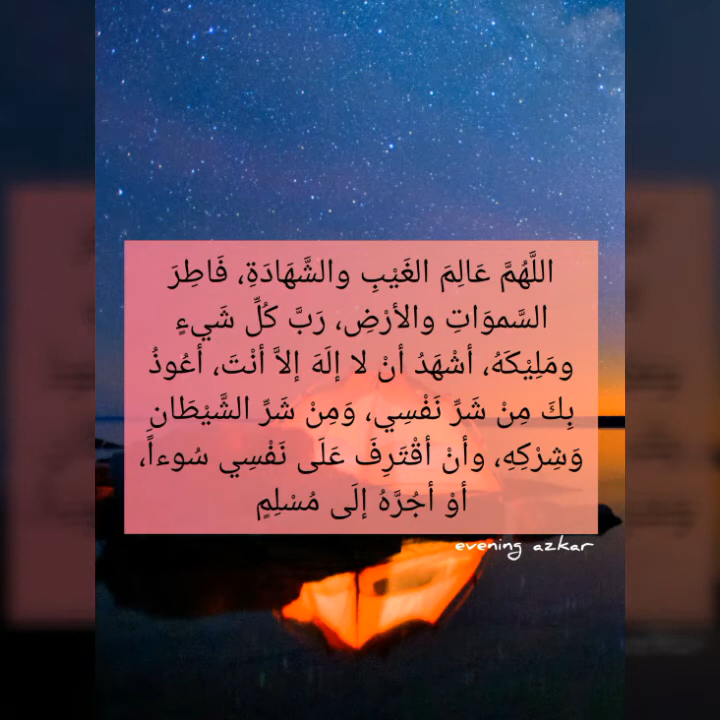 اللَّهُمَّ عَالِمَ الغَيْبِ والشَّهَادَةِ، فَاطِرَ
السَّموَاتِ والأرْضِ، رَبَّ كُلِّ شَيءٍ
ومَلِيْكَهُ، أشْهَدُ أنْ لا إلَهَ إلاَّ أنْتَ، أعُوذُ
بِكَ مِنْ شَرِّ نَفْسِي، وَمِنْ شَرِّ الشَّيْطَانِ
وَشِرْكِهِ، وأنْ أقْتَرِفَ عَلَى نَفْسِي سُوءاً،
أوْ أجُرَّهُ إلَى مُسْلِمٍ
evening azkar